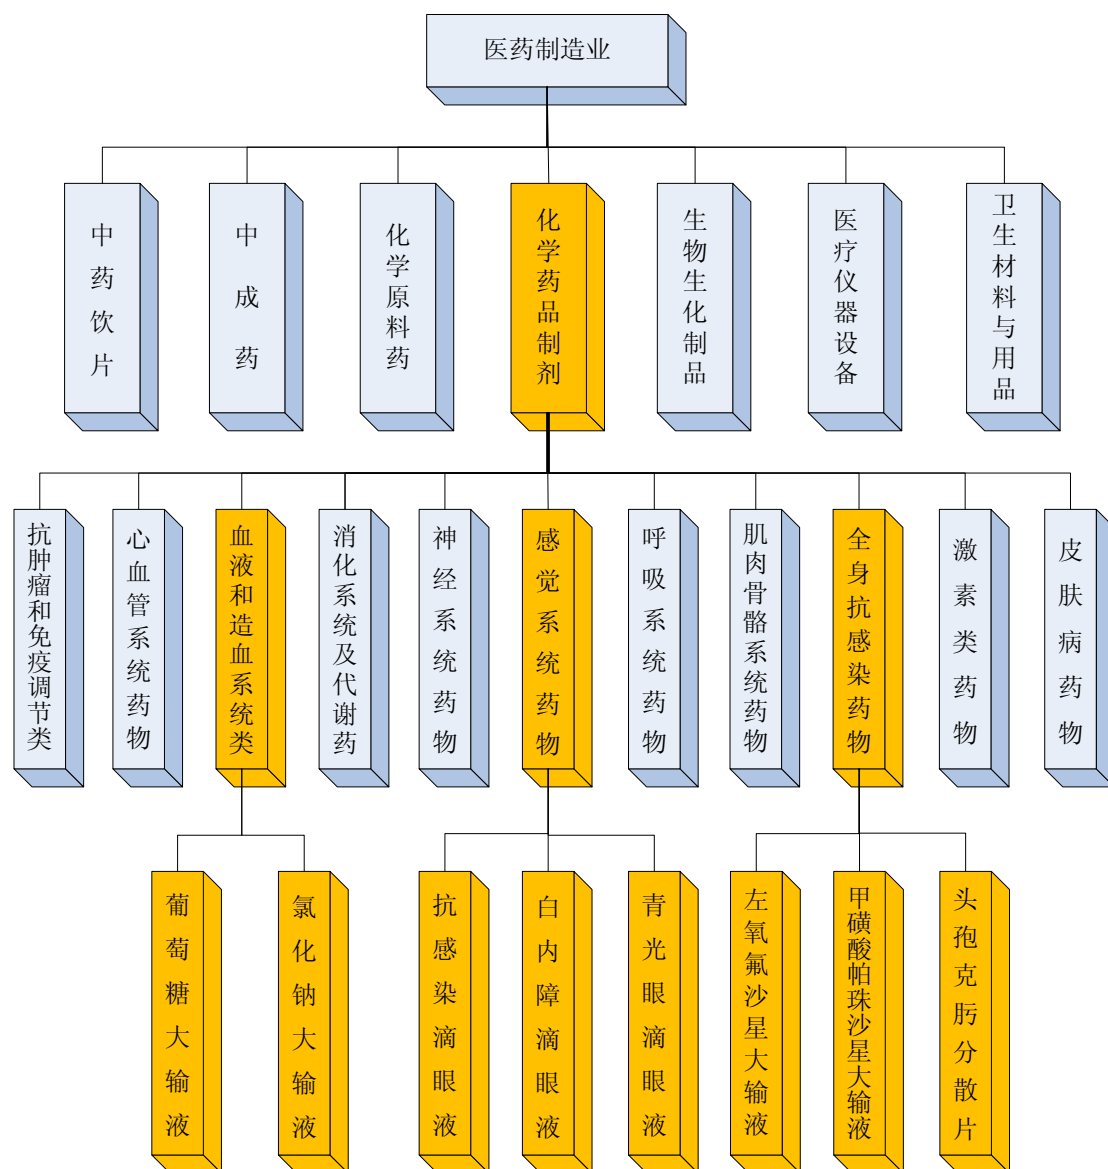 医药制造业
中药饮片
中成药
化学原料药
化学药品制剂
生物生化制品
医疗仪器设备
卫生材料与用品
抗肿瘤和免疫调节类
心血管系统药物
血液和造血系统类
消化系统及代谢药
神经系统药物
感觉系统药物
呼吸系统药物
肌肉骨骼系统药物
全身抗感染药物
激素类药物
皮肤病药物
葡萄糖大输液
氯化钠大输液
抗感染滴眼液
白内障滴眼液
青光眼滴眼液
左氧氟沙星大输液
甲磺酸帕珠沙星大输液
头孢克肟分散片